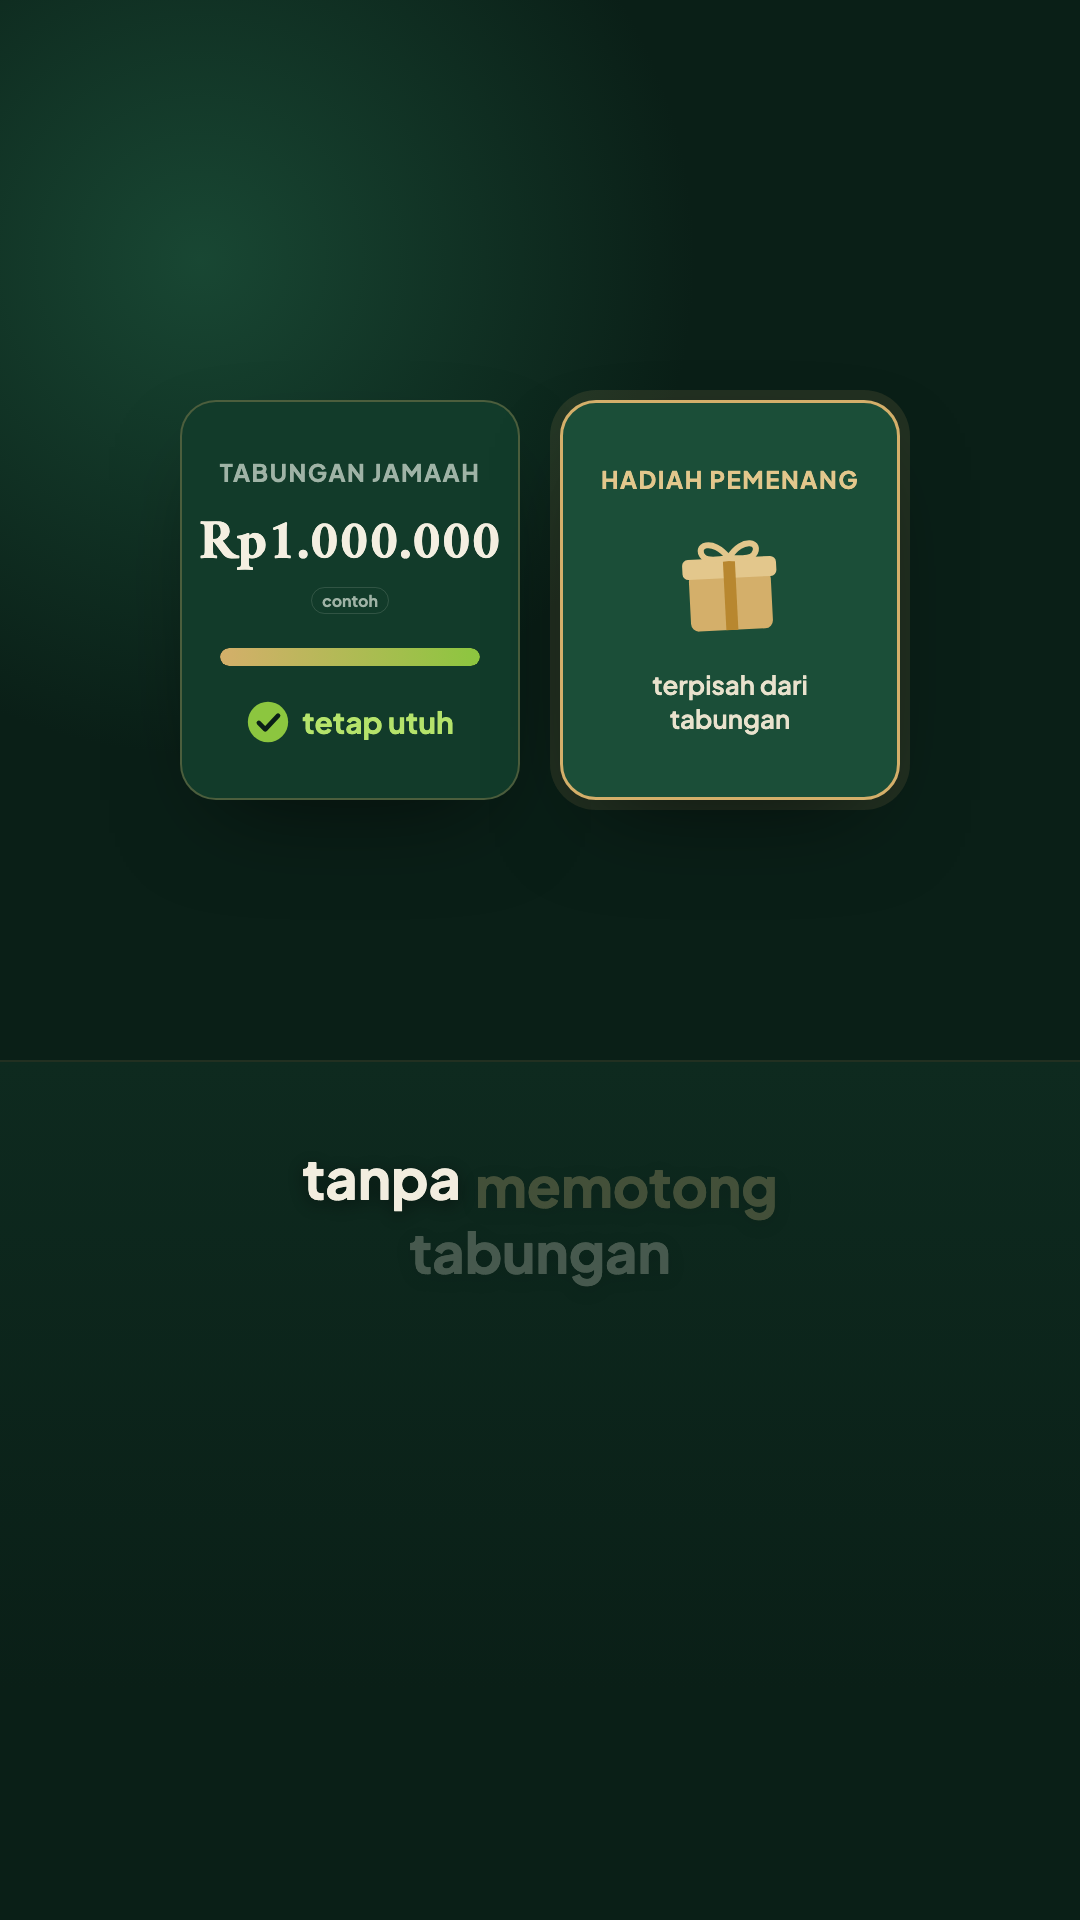 TABUNGAN JAMAAH
Rp1.000.000
contoh
tetap utuh
HADIAH PEMENANG
terpisah dari
tabungan
tanpa memotong
tabungan